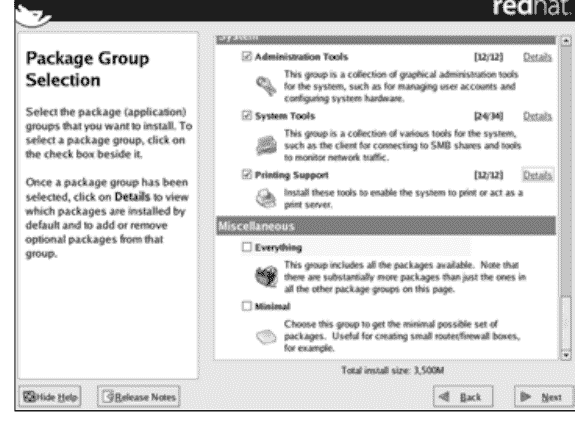 redhat.
Package Group
Selection
Select the package (application)
groups that you want to install. To
select a package group, click on
the check box beside it.
Once a package group has been
selected, click on Details to view
which packages are installed by
default and to add or remove
optional packages from that
group.
System
Administration Tools [12/12] Details
This group is a collection of graphical administration tools
for the system, such as for managing user accounts and
configuring system hardware.
System Tools [24/34] Details
This group is a collection of various tools for the system,
such as the client for connecting to SMB shares and tools
to monitor network traffic.
Printing Support [12/12] Details
Install these tools to enable the system to print or act as a
print server.
Miscellaneous
Everything
This group includes all the packages available. Note that
there are substantially more packages than just the ones in
all the other package groups on this page.
Minimal
Choose this group to get the minimal possible set of
packages. Useful for creating small router/firewall boxes,
for example.
Total install size: 3,500M
Hide Help
Release Notes
Back
Next